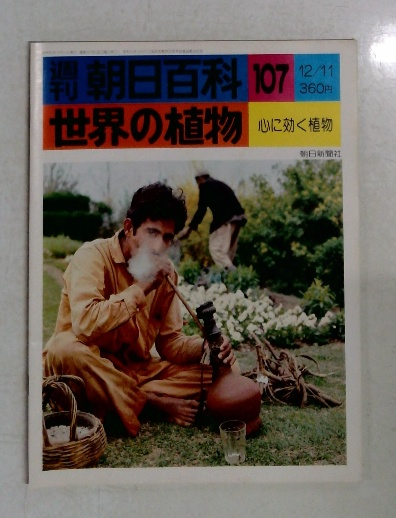 週刊 朝日百科 107 12/11 360円
世界の植物 心に効く植物
朝日新聞社